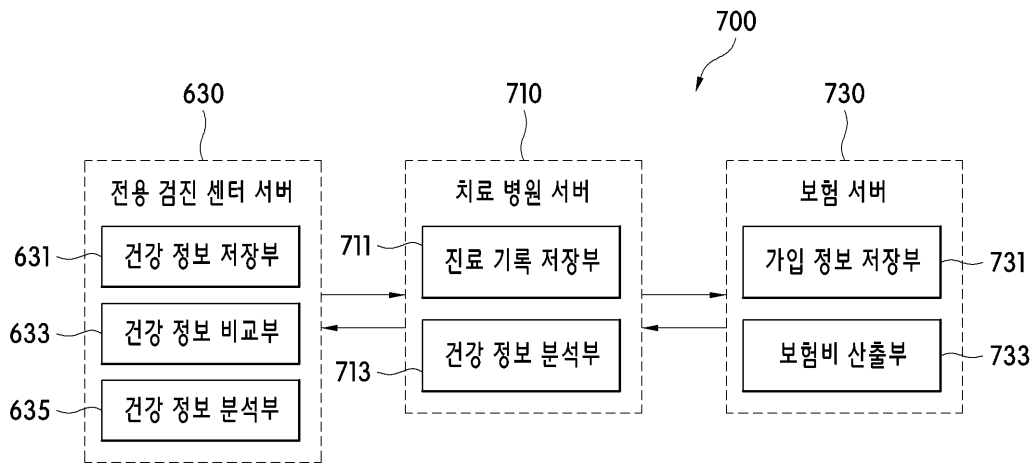 700
630
710
730
전용 검진 센터 서버
치료 병원 서버
보험 서버
631
건강 정보 저장부
711
진료 기록 저장부
가입 정보 저장부
731
633
건강 정보 비교부
713
건강 정보 분석부
보험비 산출부
733
635
건강 정보 분석부